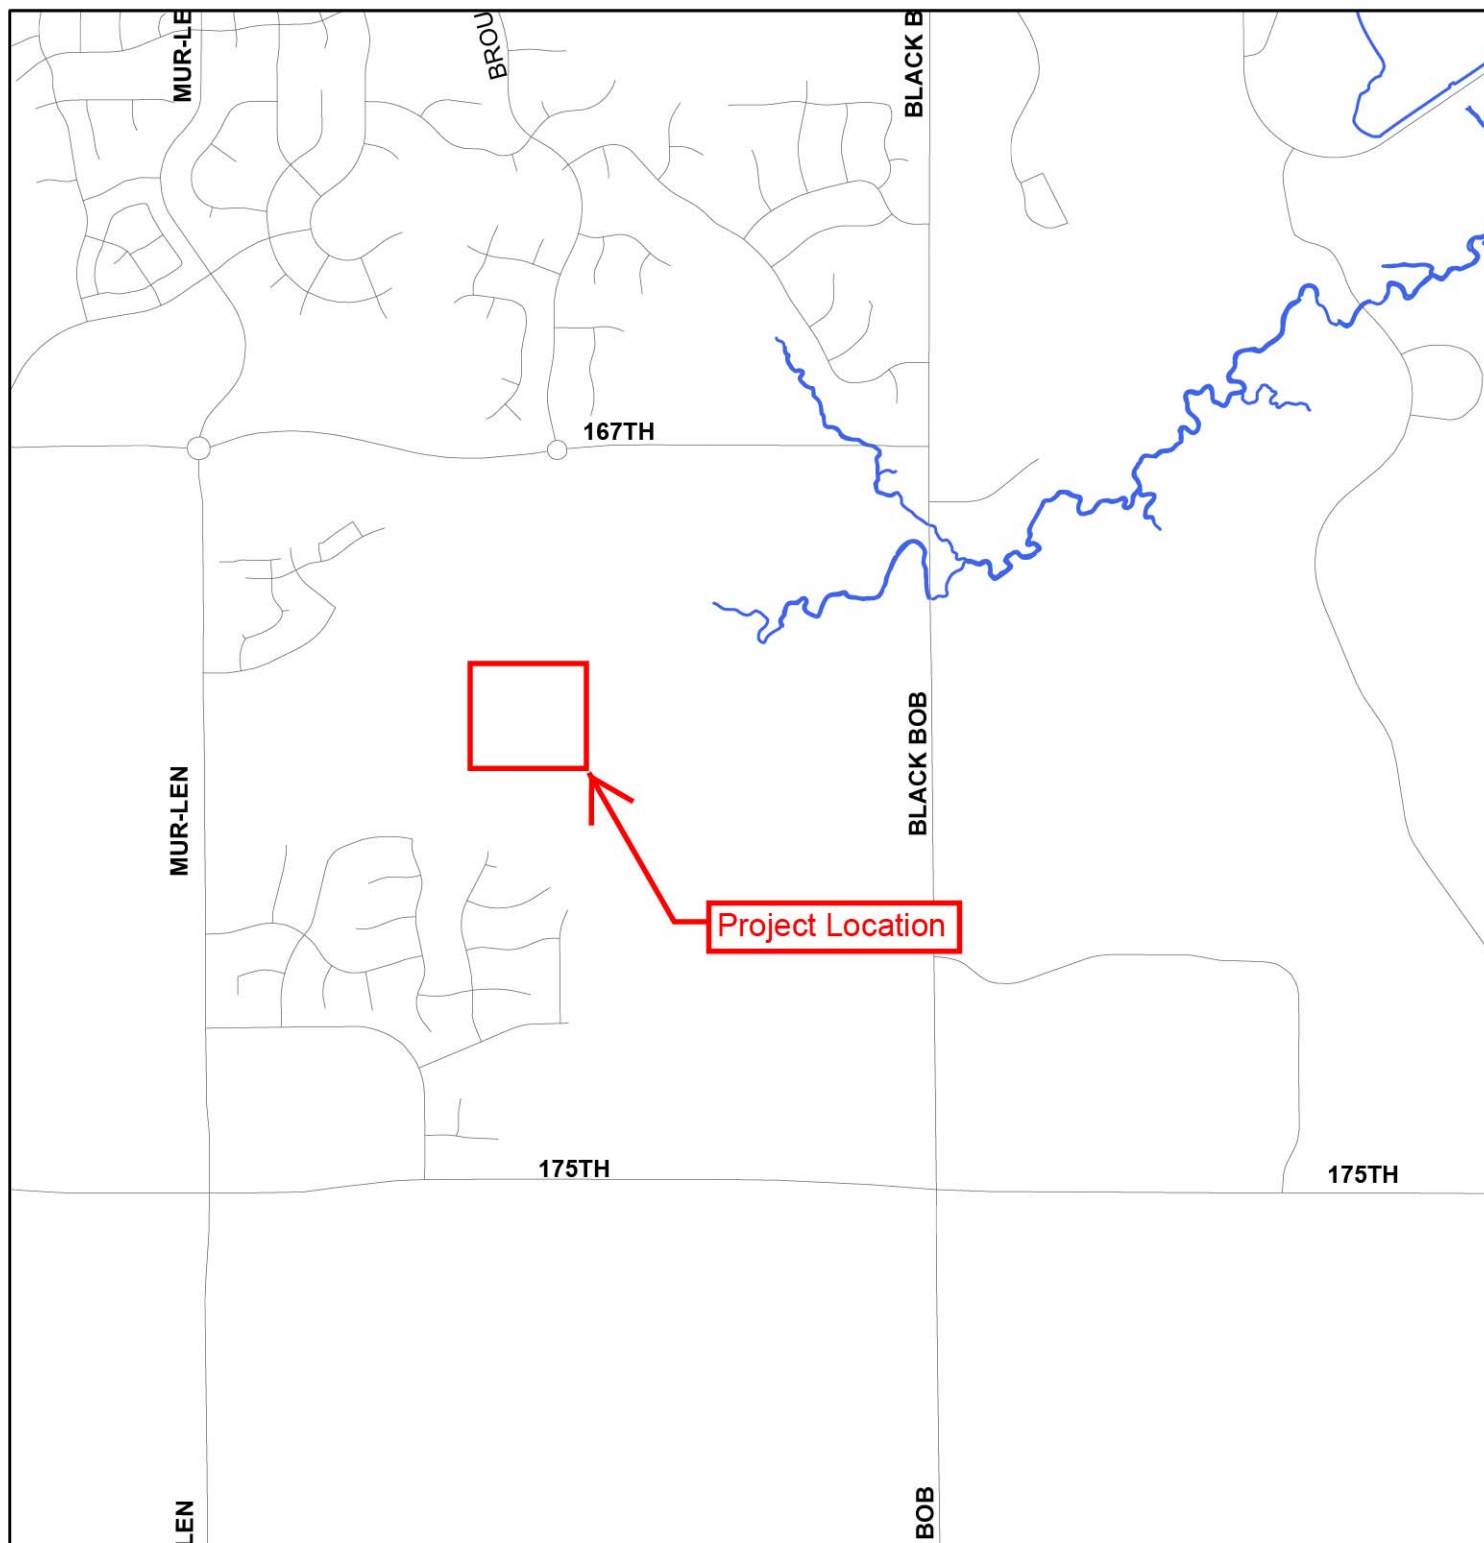 MUR-LE
BROU
BLACK B
167TH
MUR-LEN
BLACK BOB
Project Location
175TH
175TH
LEN
BOB